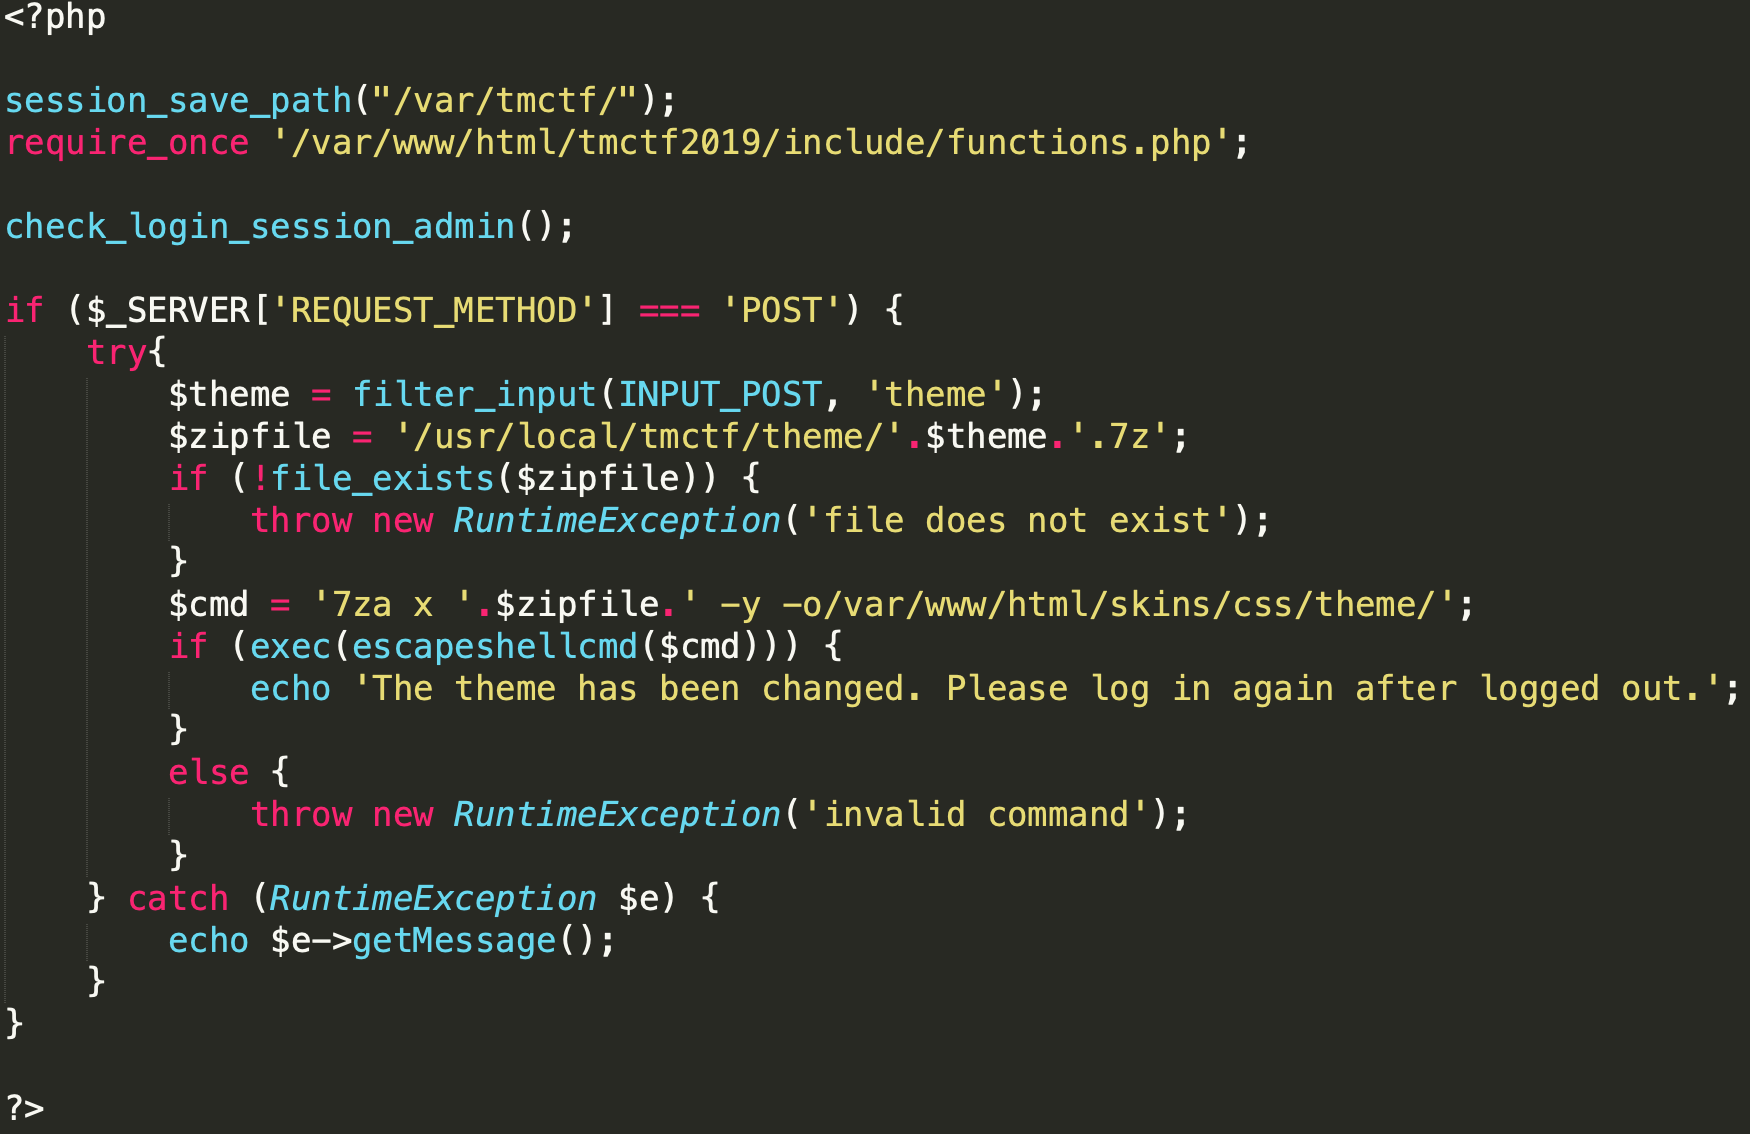 <?php
session_save_path("/var/tmctf/");
require_once '/var/www/html/tmctf2019/include/functions.php';
check_login_session_admin();
if ($_SERVER['REQUEST_METHOD'] === 'POST') {
    try{
        $theme = filter_input(INPUT_POST, 'theme');
        $zipfile = '/usr/local/tmctf/theme/'.$theme.'.7z';
        if (!file_exists($zipfile)) {
            throw new RuntimeException('file does not exist');
        }
        $cmd = '7za x '.$zipfile.' -y -o/var/www/html/skins/css/theme/';
        if (exec(escapeshellcmd($cmd))) {
            echo 'The theme has been changed. Please log in again after logged out.';
        }
        else {
            throw new RuntimeException('invalid command');
        }
    } catch (RuntimeException $e) {
        echo $e->getMessage();
    }
}
?>